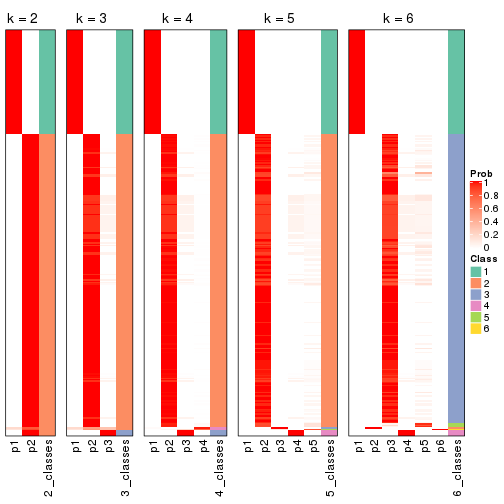 k = 2
k = 3
k = 4
k = 5
k = 6
Prob
1
0.8
0.6
0.4
0.2
0
Class
1
2
3
4
5
6
p1
p2
2_classes
p1
p2
p3
3_classes
p1
p2
p3
p4
4_classes
p1
p2
p3
p4
p5
5_classes
p1
p2
p3
p4
p5
p6
6_classes